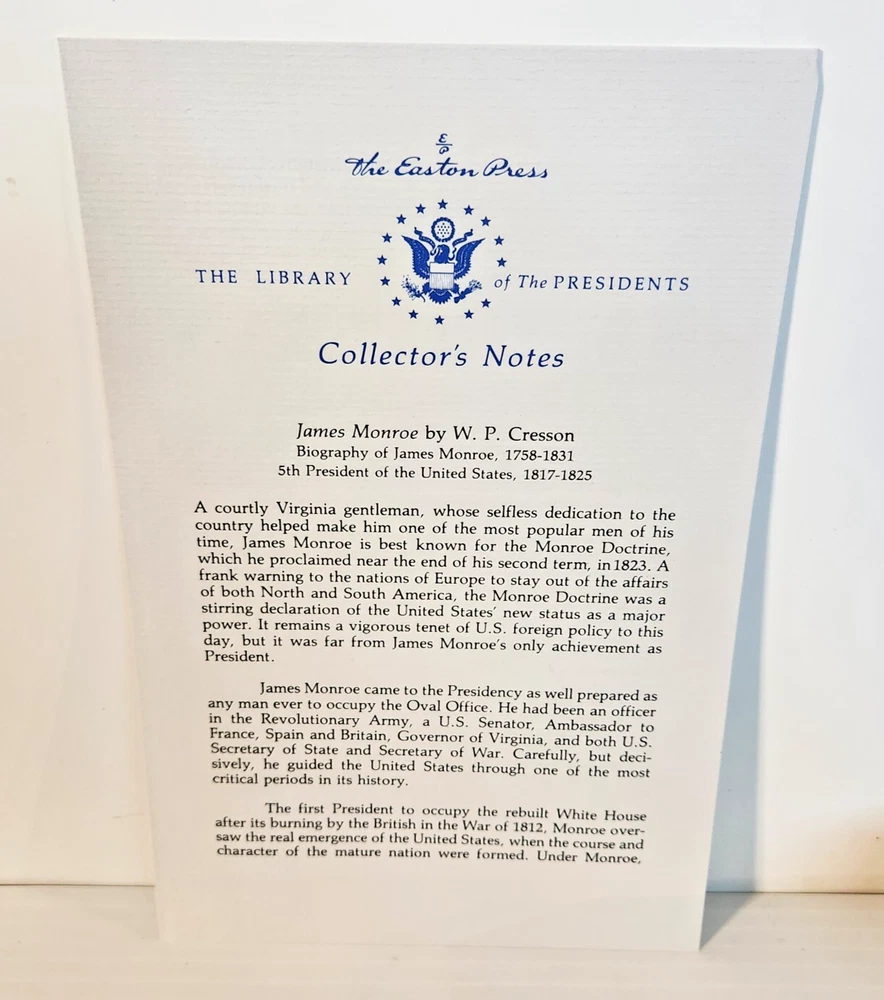 E
P
The Easton Press
THE LIBRARY of The PRESIDENTS
Collector's Notes
James Monroe by W. P. Cresson
Biography of James Monroe, 1758-1831
5th President of the United States, 1817-1825
A courtly Virginia gentleman, whose selfless dedication to the
country helped make him one of the most popular men of his
time, James Monroe is best known for the Monroe Doctrine,
which he proclaimed near the end of his second term, in 1823. A
frank warning to the nations of Europe to stay out of the affairs
of both North and South America, the Monroe Doctrine was a
stirring declaration of the United States' new status as a major
power. It remains a vigorous tenet of U.S. foreign policy to this
day, but it was far from James Monroe's only achievement as
President.
James Monroe came to the Presidency as well prepared as
any man ever to occupy the Oval Office. He had been an officer
in the Revolutionary Army, a U.S. Senator, Ambassador to
France, Spain and Britain, Governor of Virginia, and both U.S.
Secretary of State and Secretary of War. Carefully, but deci-
sively, he guided the United States through one of the most
critical periods in its history.
The first President to occupy the rebuilt White House
after its burning by the British in the War of 1812, Monroe over-
saw the real emergence of the United States, when the course and
character of the mature nation were formed. Under Monroe,